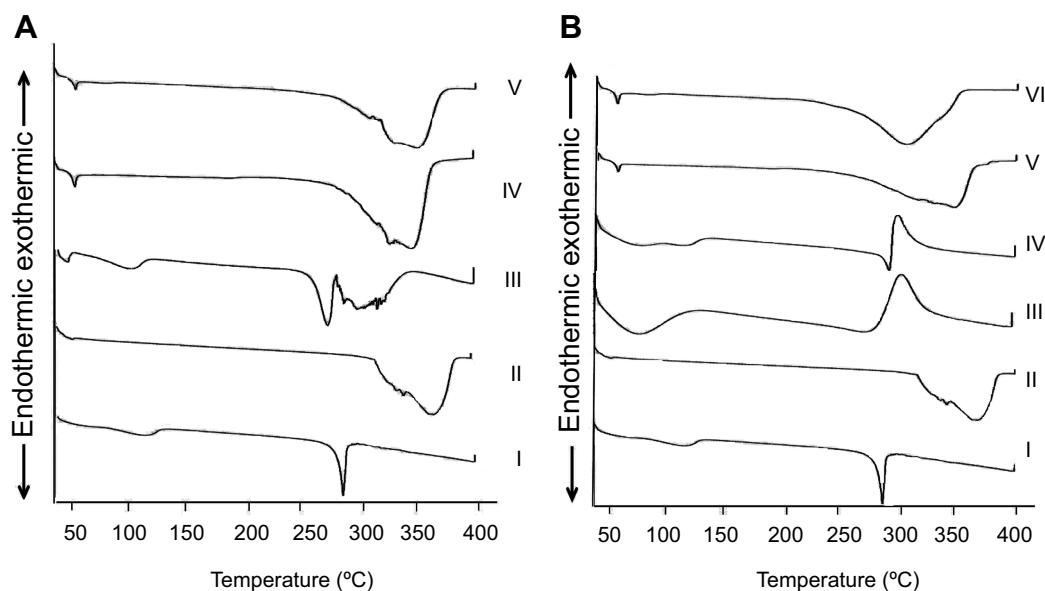 A
Endothermic exothermic
V
IV
III
II
I
50 100 150 200 250 300 350 400
Temperature (ºC)
B
Endothermic exothermic
VI
V
IV
III
II
I
50 100 150 200 250 300 350 400
Temperature (ºC)